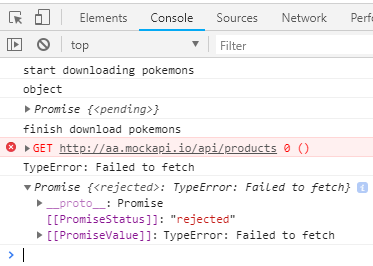 Elements Console Sources Network
top Filter
start downloading pokemons
object
Promise {<pending>}
finish download pokemons
GET http://aa.mockapi.io/api/products 0 ()
TypeError: Failed to fetch
Promise {<rejected>: TypeError: Failed to fetch} i
__proto__: Promise
[[PromiseStatus]]: "rejected"
[[PromiseValue]]: TypeError: Failed to fetch